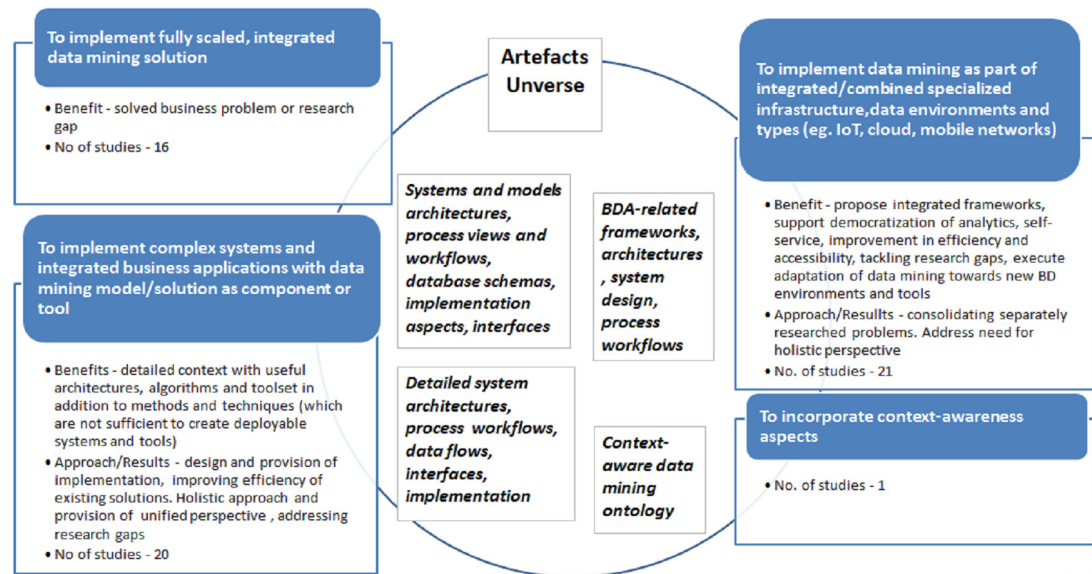 To implement fully scaled, integrated
data mining solution
• Benefit - solved business problem or research
gap
• No of studies - 16
To implement complex systems and
integrated business applications with data
mining model/solution as component or
tool
• Benefits - detailed context with useful
architectures, algorithms and toolset in
addition to methods and techniques (which
are not sufficient to create deployable
systems and tools)
• Approach/Results - design and provision of
implementation, improving efficiency of
existing solutions. Holistic approach and
provision of unified perspective , addressing
research gaps
• No of studies - 20
Artefacts
Unverse
Systems and models
architectures,
process views and
workflows,
database schemas,
implementation
aspects, interfaces
BDA-related
frameworks,
architectures
, system
design,
process
workflows
Detailed system
architectures,
process workflows,
data flows,
interfaces,
implementation
Context-
aware data
mining
ontology
To implement data mining as part of
integrated/combined specialized
infrastructure,data environments and
types (eg. IoT, cloud, mobile networks)
• Benefit - propose integrated frameworks,
support democratization of analytics, self-
service, improvement in efficiency and
accessibility, tackling research gaps, execute
adaptation of data mining towards new BD
environments and tools
• Approach/Resullts - consolidating separately
researched problems. Address need for
holistic perspective
• No. of studies - 21
To incorporate context-awareness
aspects
• No. of studies - 1